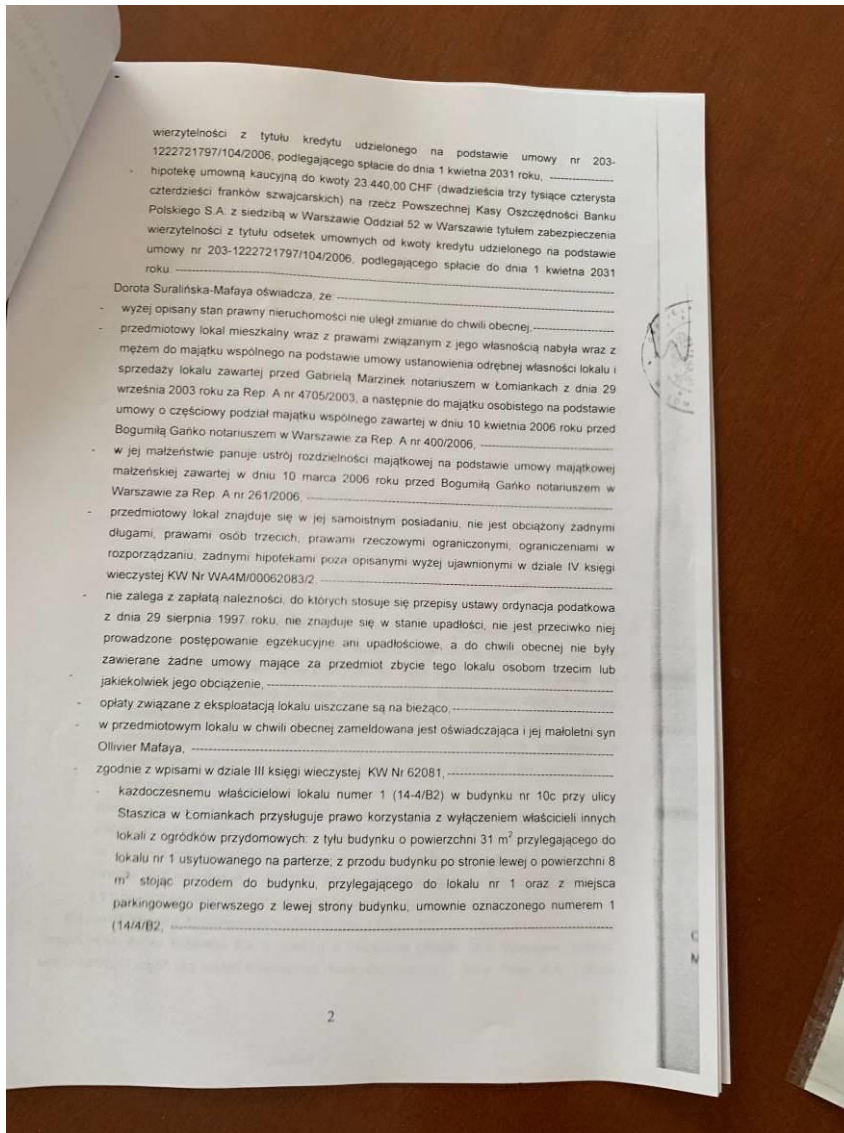 wierzytelności z tytułu kredytu udzielonego na podstawie umowy nr 203-
1222721797/104/2006, podlegającego spłacie do dnia 1 kwietna 2031 roku, ----------------
- hipotekę umowną kaucyjną do kwoty 23.440,00 CHF (dwadzieścia trzy tysiące czterysta
czterdzieści franków szwajcarskich) na rzecz Powszechnej Kasy Oszczędności Banku
Polskiego S.A. z siedzibą w Warszawie Oddział 52 w Warszawie tytułem zabezpieczenia
wierzytelności z tytułu odsetek umownych od kwoty kredytu udzielonego na podstawie
umowy nr 203-1222721797/104/2006, podlegającego spłacie do dnia 1 kwietna 2031
roku. ----------------
Dorota Suralińska-Mafaya oświadcza, że: ----------------
- wyżej opisany stan prawny nieruchomości nie uległ zmianie do chwili obecnej,----------------
- przedmiotowy lokal mieszkalny wraz z prawami związanym z jego własnością nabyła wraz z
mężem do majątku wspólnego na podstawie umowy ustanowienia odrębnej własności lokalu i
sprzedaży lokalu zawartej przed Gabrielą Marzinek notariuszem w Łomiankach z dnia 29
września 2003 roku za Rep. A nr 4705/2003, a następnie do majątku osobistego na podstawie
umowy o częściowy podział majątku wspólnego zawartej w dniu 10 kwietnia 2006 roku przed
Bogumiłą Gańko notariuszem w Warszawie za Rep. A nr 400/2006, ----------------
- w jej małżeństwie panuje ustrój rozdzielności majątkowej na podstawie umowy majątkowej
małżeńskiej zawartej w dniu 10 marca 2006 roku przed Bogumiłą Gańko notariuszem w
Warszawie za Rep. A nr 261/2006, ----------------
- przedmiotowy lokal znajduje się w jej samoistnym posiadaniu, nie jest obciążony żadnymi
długami, prawami osób trzecich, prawami rzeczowymi ograniczonymi, ograniczeniami w
rozporządzaniu, żadnymi hipotekami poza opisanymi wyżej ujawnionymi w dziale IV księgi
wieczystej KW Nr WA4M/00062083/2, ----------------
- nie zalega z zapłatą należności, do których stosuje się przepisy ustawy ordynacja podatkowa
z dnia 29 sierpnia 1997 roku, nie znajduje się w stanie upadłości, nie jest przeciwko niej
prowadzone postępowanie egzekucyjne ani upadłościowe, a do chwili obecnej nie były
zawierane żadne umowy mające za przedmiot zbycie tego lokalu osobom trzecim lub
- jakiekolwiek jego obciążenie, ----------------
- opłaty związane z eksploatacją lokalu uiszczane są na bieżąco,----------------
- w przedmiotowym lokalu w chwili obecnej zameldowana jest oświadczająca i jej małoletni syn
Ollivier Mafaya, ----------------
- zgodnie z wpisami w dziale III księgi wieczystej KW Nr 62081,----------------
- każdoczesnemu właścicielowi lokalu numer 1 (14-4/B2) w budynku nr 10c przy ulicy
Staszica w Łomiankach przysługuje prawo korzystania z wyłączeniem właścicieli innych
lokali z ogródków przydomowych: z tyłu budynku o powierzchni 31 m² przylegającego do
lokalu nr 1 usytuowanego na parterze; z przodu budynku po stronie lewej o powierzchni 8
m² stojąc przodem do budynku, przylegającego do lokalu nr 1 oraz z miejsca
parkingowego pierwszego z lewej strony budynku, umownie oznaczonego numerem 1
(14/4/B2, ----------------
2